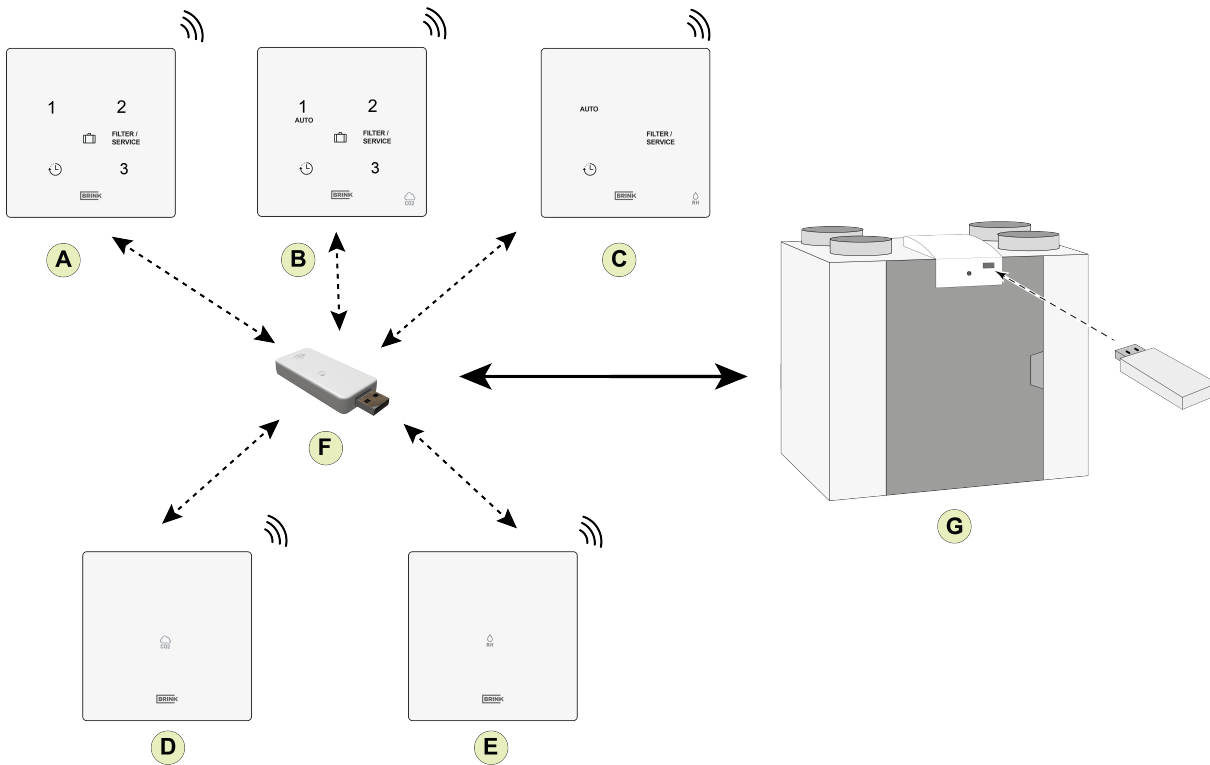 1
2
FILTER /
SERVICE
3
BRINK
A
1
2
AUTO
FILTER /
SERVICE
3
BRINK
CO2
B
AUTO
FILTER /
SERVICE
BRINK
RH
C
F
G
CO2
BRINK
D
RH
BRINK
E